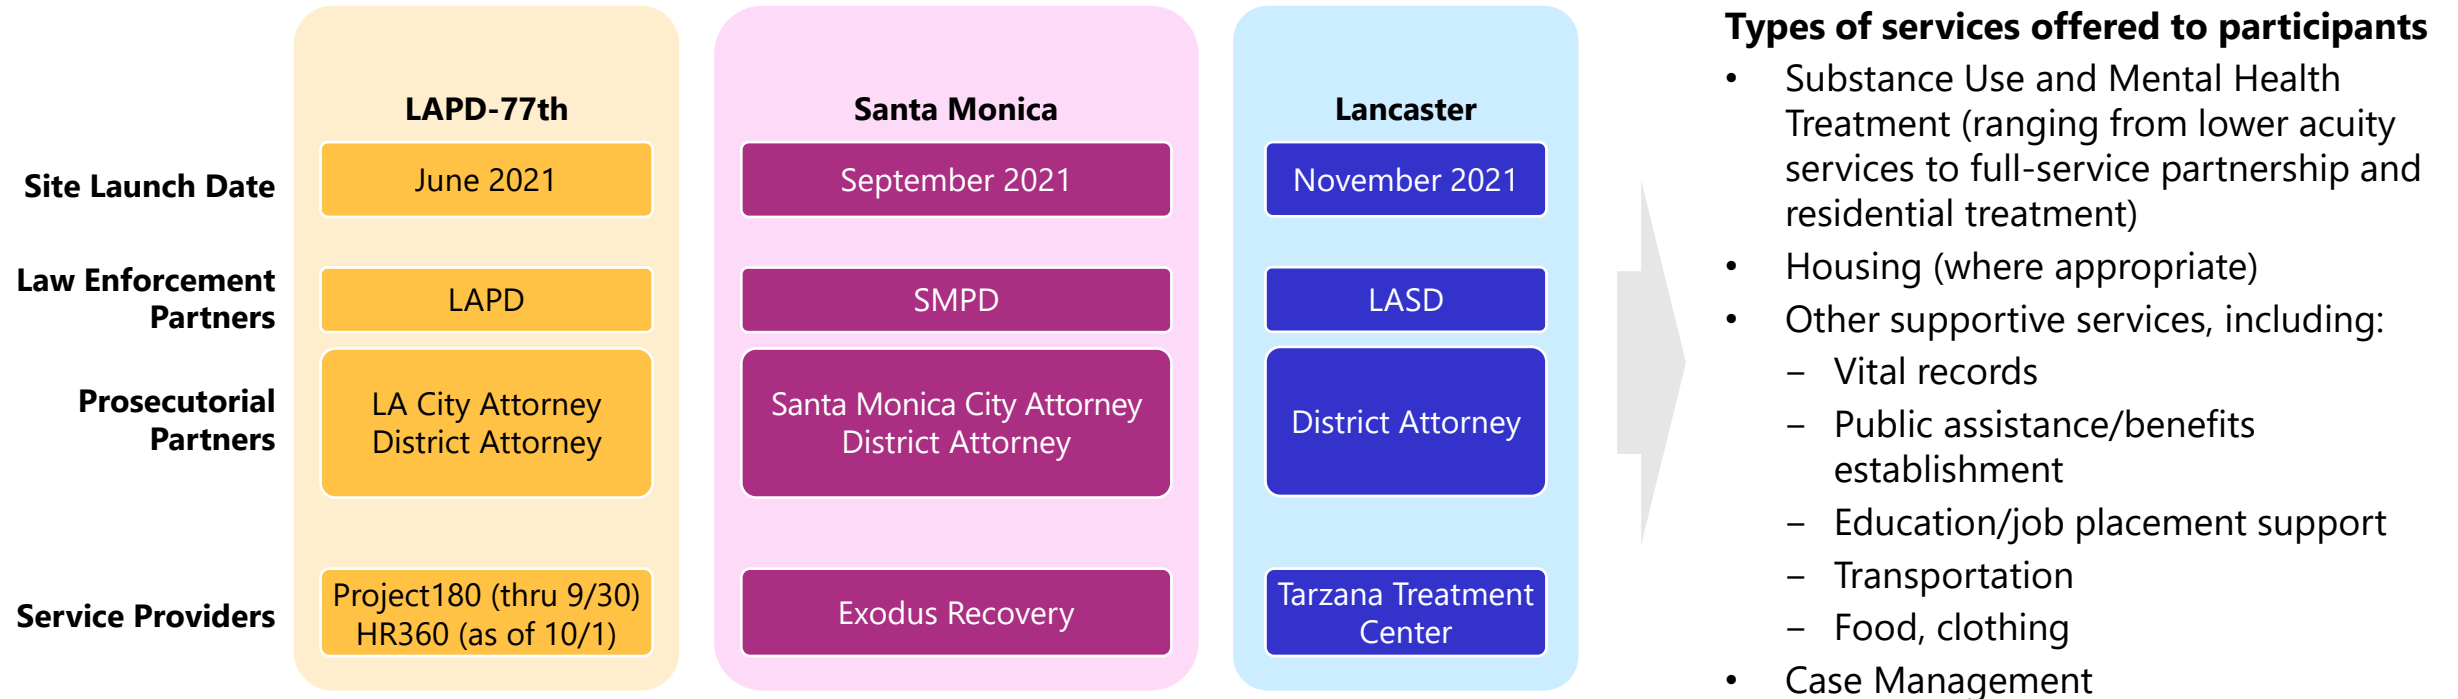 LAPD-77th
Santa Monica
Lancaster
Site Launch Date
June 2021
September 2021
November 2021
Law Enforcement
Partners
LAPD
SMPD
LASD
Prosecutorial
Partners
LA City Attorney
District Attorney
Santa Monica City Attorney
District Attorney
District Attorney
Service Providers
Project180 (thru 9/30)
HR360 (as of 10/1)
Exodus Recovery
Tarzana Treatment
Center
Types of services offered to participants
• Substance Use and Mental Health
Treatment (ranging from lower acuity
services to full-service partnership and
residential treatment)
• Housing (where appropriate)
• Other supportive services, including:
– Vital records
– Public assistance/benefits
establishment
– Education/job placement support
– Transportation
– Food, clothing
• Case Management